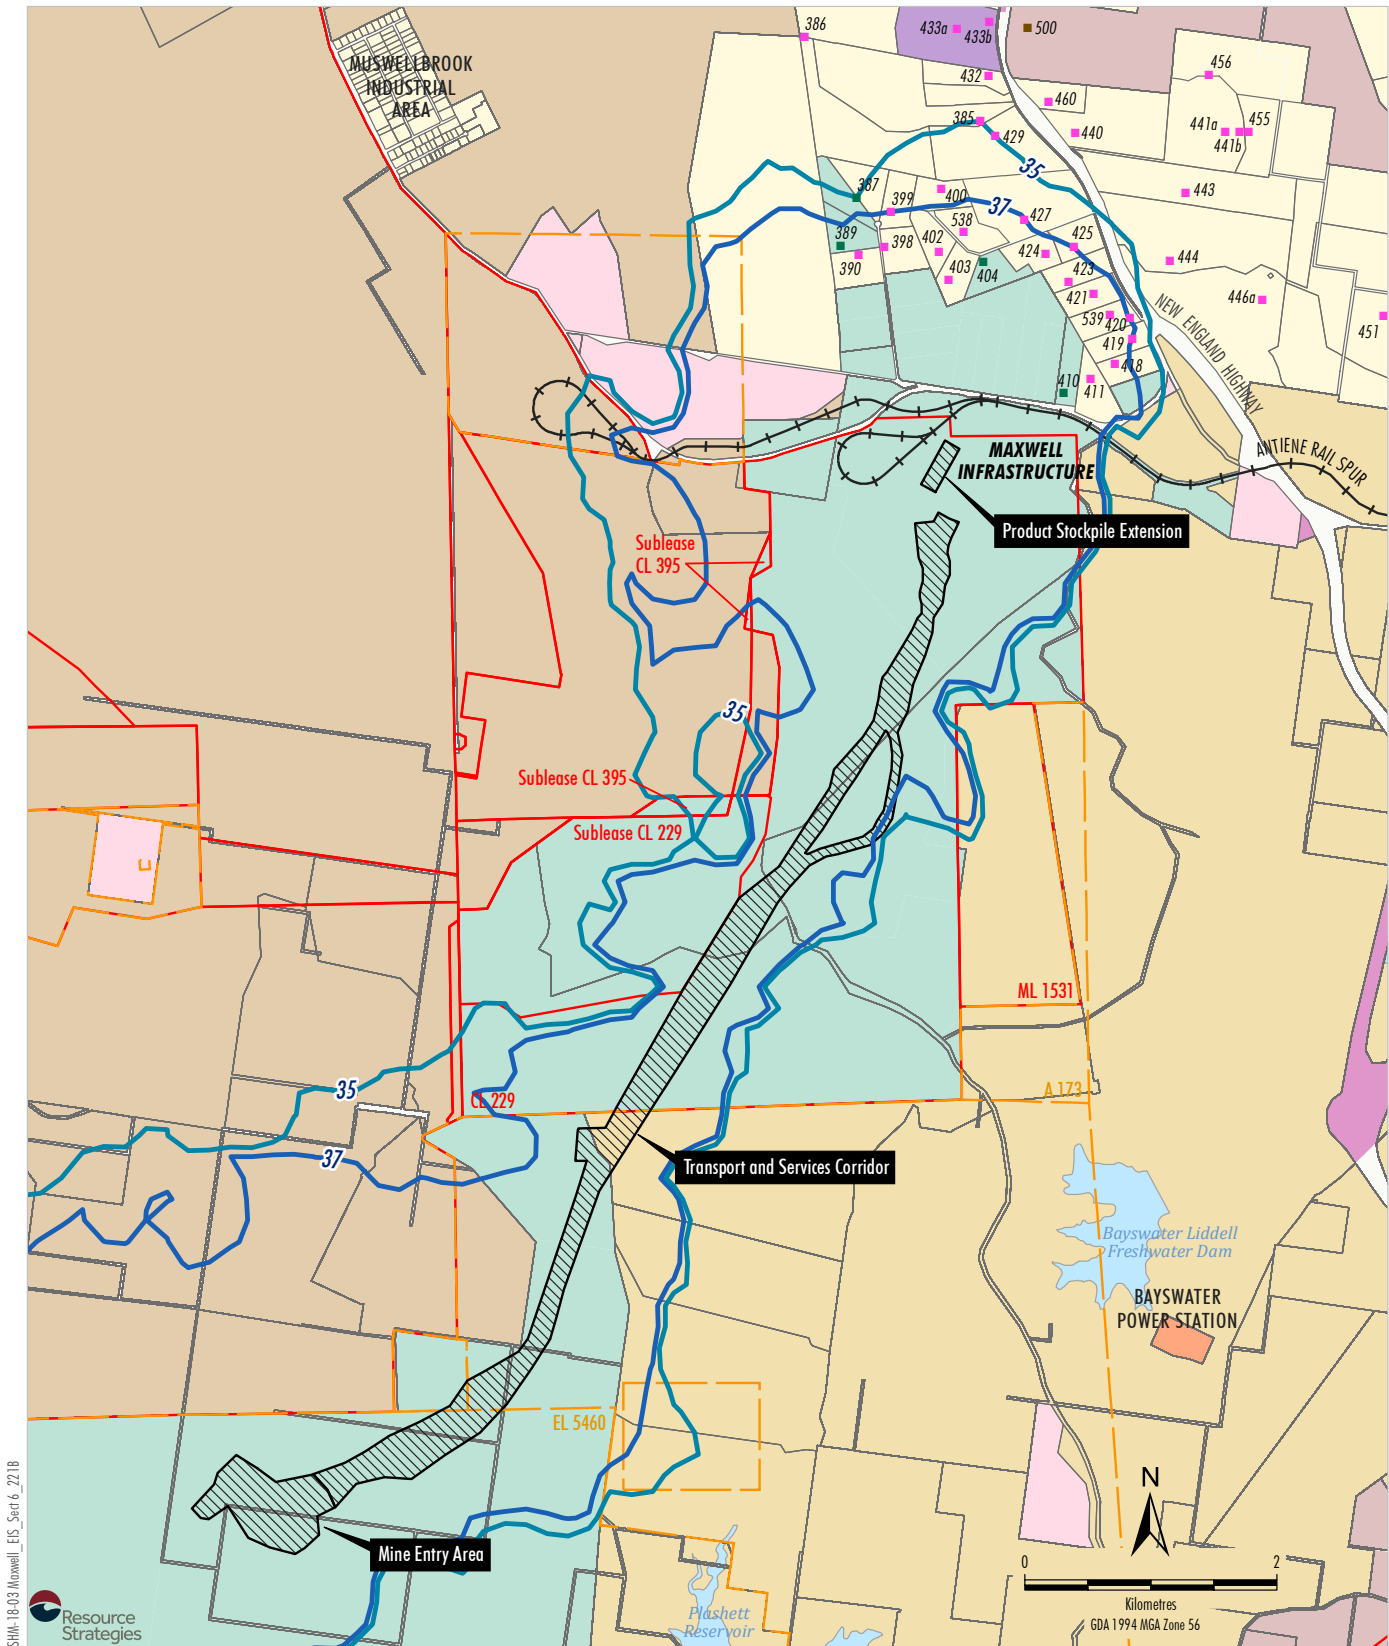 MUSWELLBROOK
INDUSTRIAL
AREA
386
433a
433b
500
432
456
460
385
429
440
441a
441b
455
35
387
399
400
443
37
427
389
538
390
398
402
424
425
403
404
423
444
421
446a
539
420
451
419
418
410
411
NEW ENGLAND HIGHWAY
ANTIENE RAIL SPUR
MAXWELL
INFRASTRUCTURE
Product Stockpile Extension
Sublease
CL 395
35
Sublease CL 395
Sublease CL 229
ML 1531
35
CL 229
A 173
37
Transport and Services Corridor
Bayswater Liddell
Freshwater Dam
BAYSWATER
POWER STATION
EL 5460
Mine Entry Area
Plashett
Reservoir
N
0
2
Kilometres
GDA 1994 MGA Zone 56
SHM-18-03 Maxwell_EIS_Sect 6_221B
Resource
Strategies